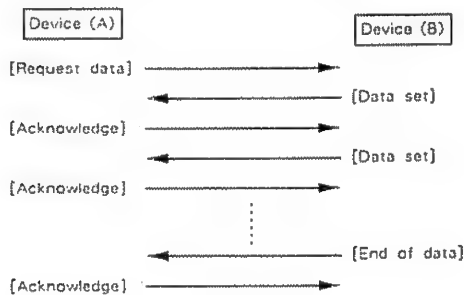 Device (A)
Device (B)
[Request data]
[Data set]
[Acknowledge]
[Data set]
[Acknowledge]
[End of data]
[Acknowledge]